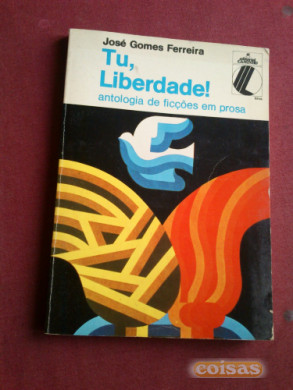 José Gomes Ferreira
Tu,
Liberdade!
antologia de ficções em prosa
coisas